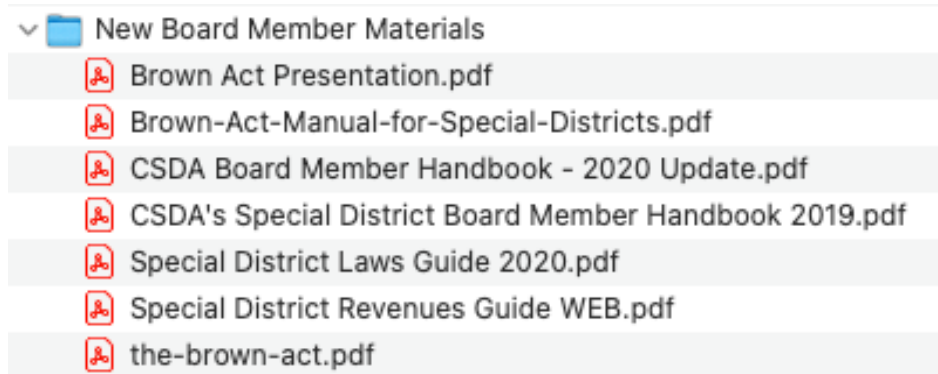 New Board Member Materials
Brown Act Presentation.pdf
Brown-Act-Manual-for-Special-Districts.pdf
CSDA Board Member Handbook - 2020 Update.pdf
CSDA's Special District Board Member Handbook 2019.pdf
Special District Laws Guide 2020.pdf
Special District Revenues Guide WEB.pdf
the-brown-act.pdf